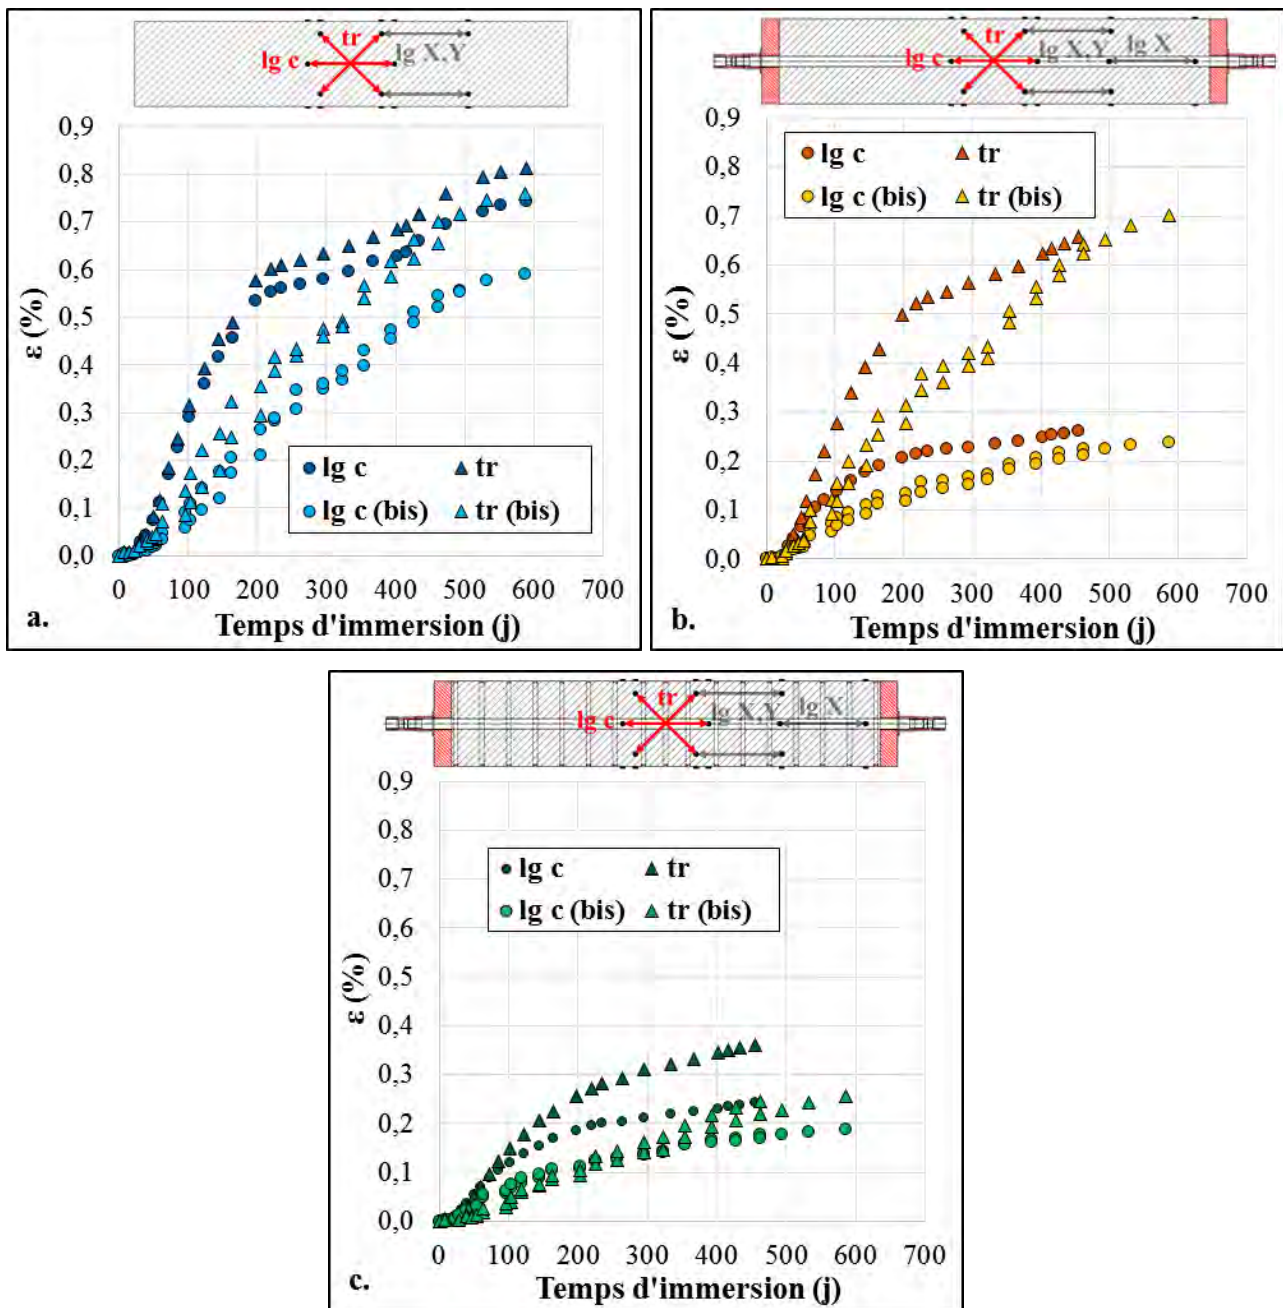 tr
lg c
lg X,Y
0,9
0,8
0,7
0,6
0,5
0,4
0,3
0,2
0,1
0,0
ε (%)
lg c tr
lg c (bis) tr (bis)
0 100 200 300 400 500 600 700
Temps d'immersion (j)
a.
tr
lg c
lg X,Y
lg X
0,9
0,8
0,7
0,6
0,5
0,4
0,3
0,2
0,1
0,0
ε (%)
lg c tr
lg c (bis) tr (bis)
0 100 200 300 400 500 600 700
Temps d'immersion (j)
b.
tr
lg c
lg X,Y
lg X
0,9
0,8
0,7
0,6
0,5
0,4
0,3
0,2
0,1
0,0
ε (%)
lg c tr
lg c (bis) tr (bis)
0 100 200 300 400 500 600 700
Temps d'immersion (j)
c.